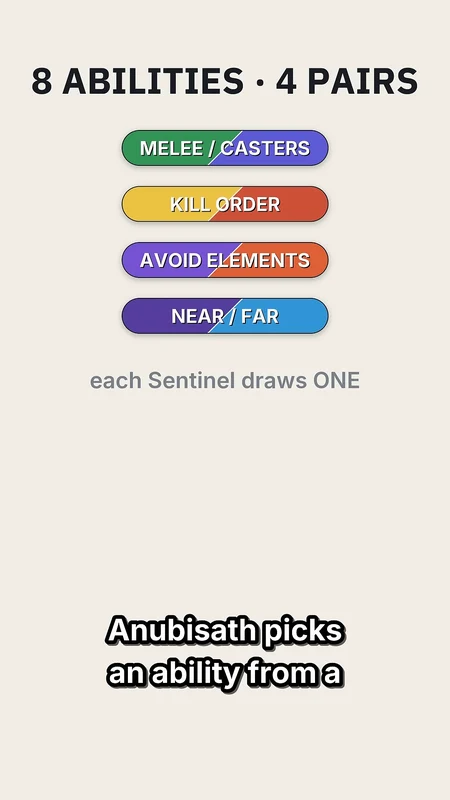 8 ABILITIES · 4 PAIRS
MELEE / CASTERS
KILL ORDER
AVOID ELEMENTS
NEAR / FAR
each Sentinel draws ONE
Anubisath picks
an ability from a